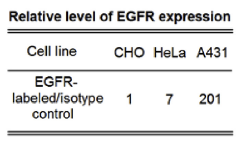 Relative level of EGFR expression
Cell line CHO HeLa A431
EGFR-
labeled/isotype 1 7 201
control